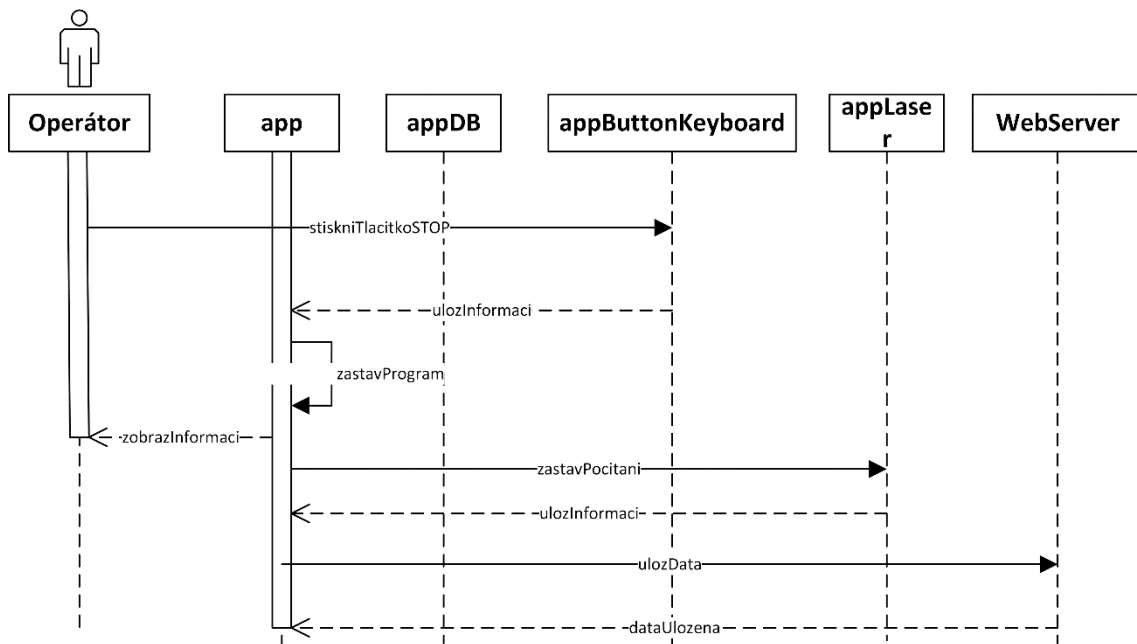 Operátor
app
appDB
appButtonKeyboard
appLase
r
WebServer
stiskniTlacitkoSTOP
ulozInformaci
zastavProgram
zobrazInformaci
zastavPocitani
ulozInformaci
ulozData
dataUlozena